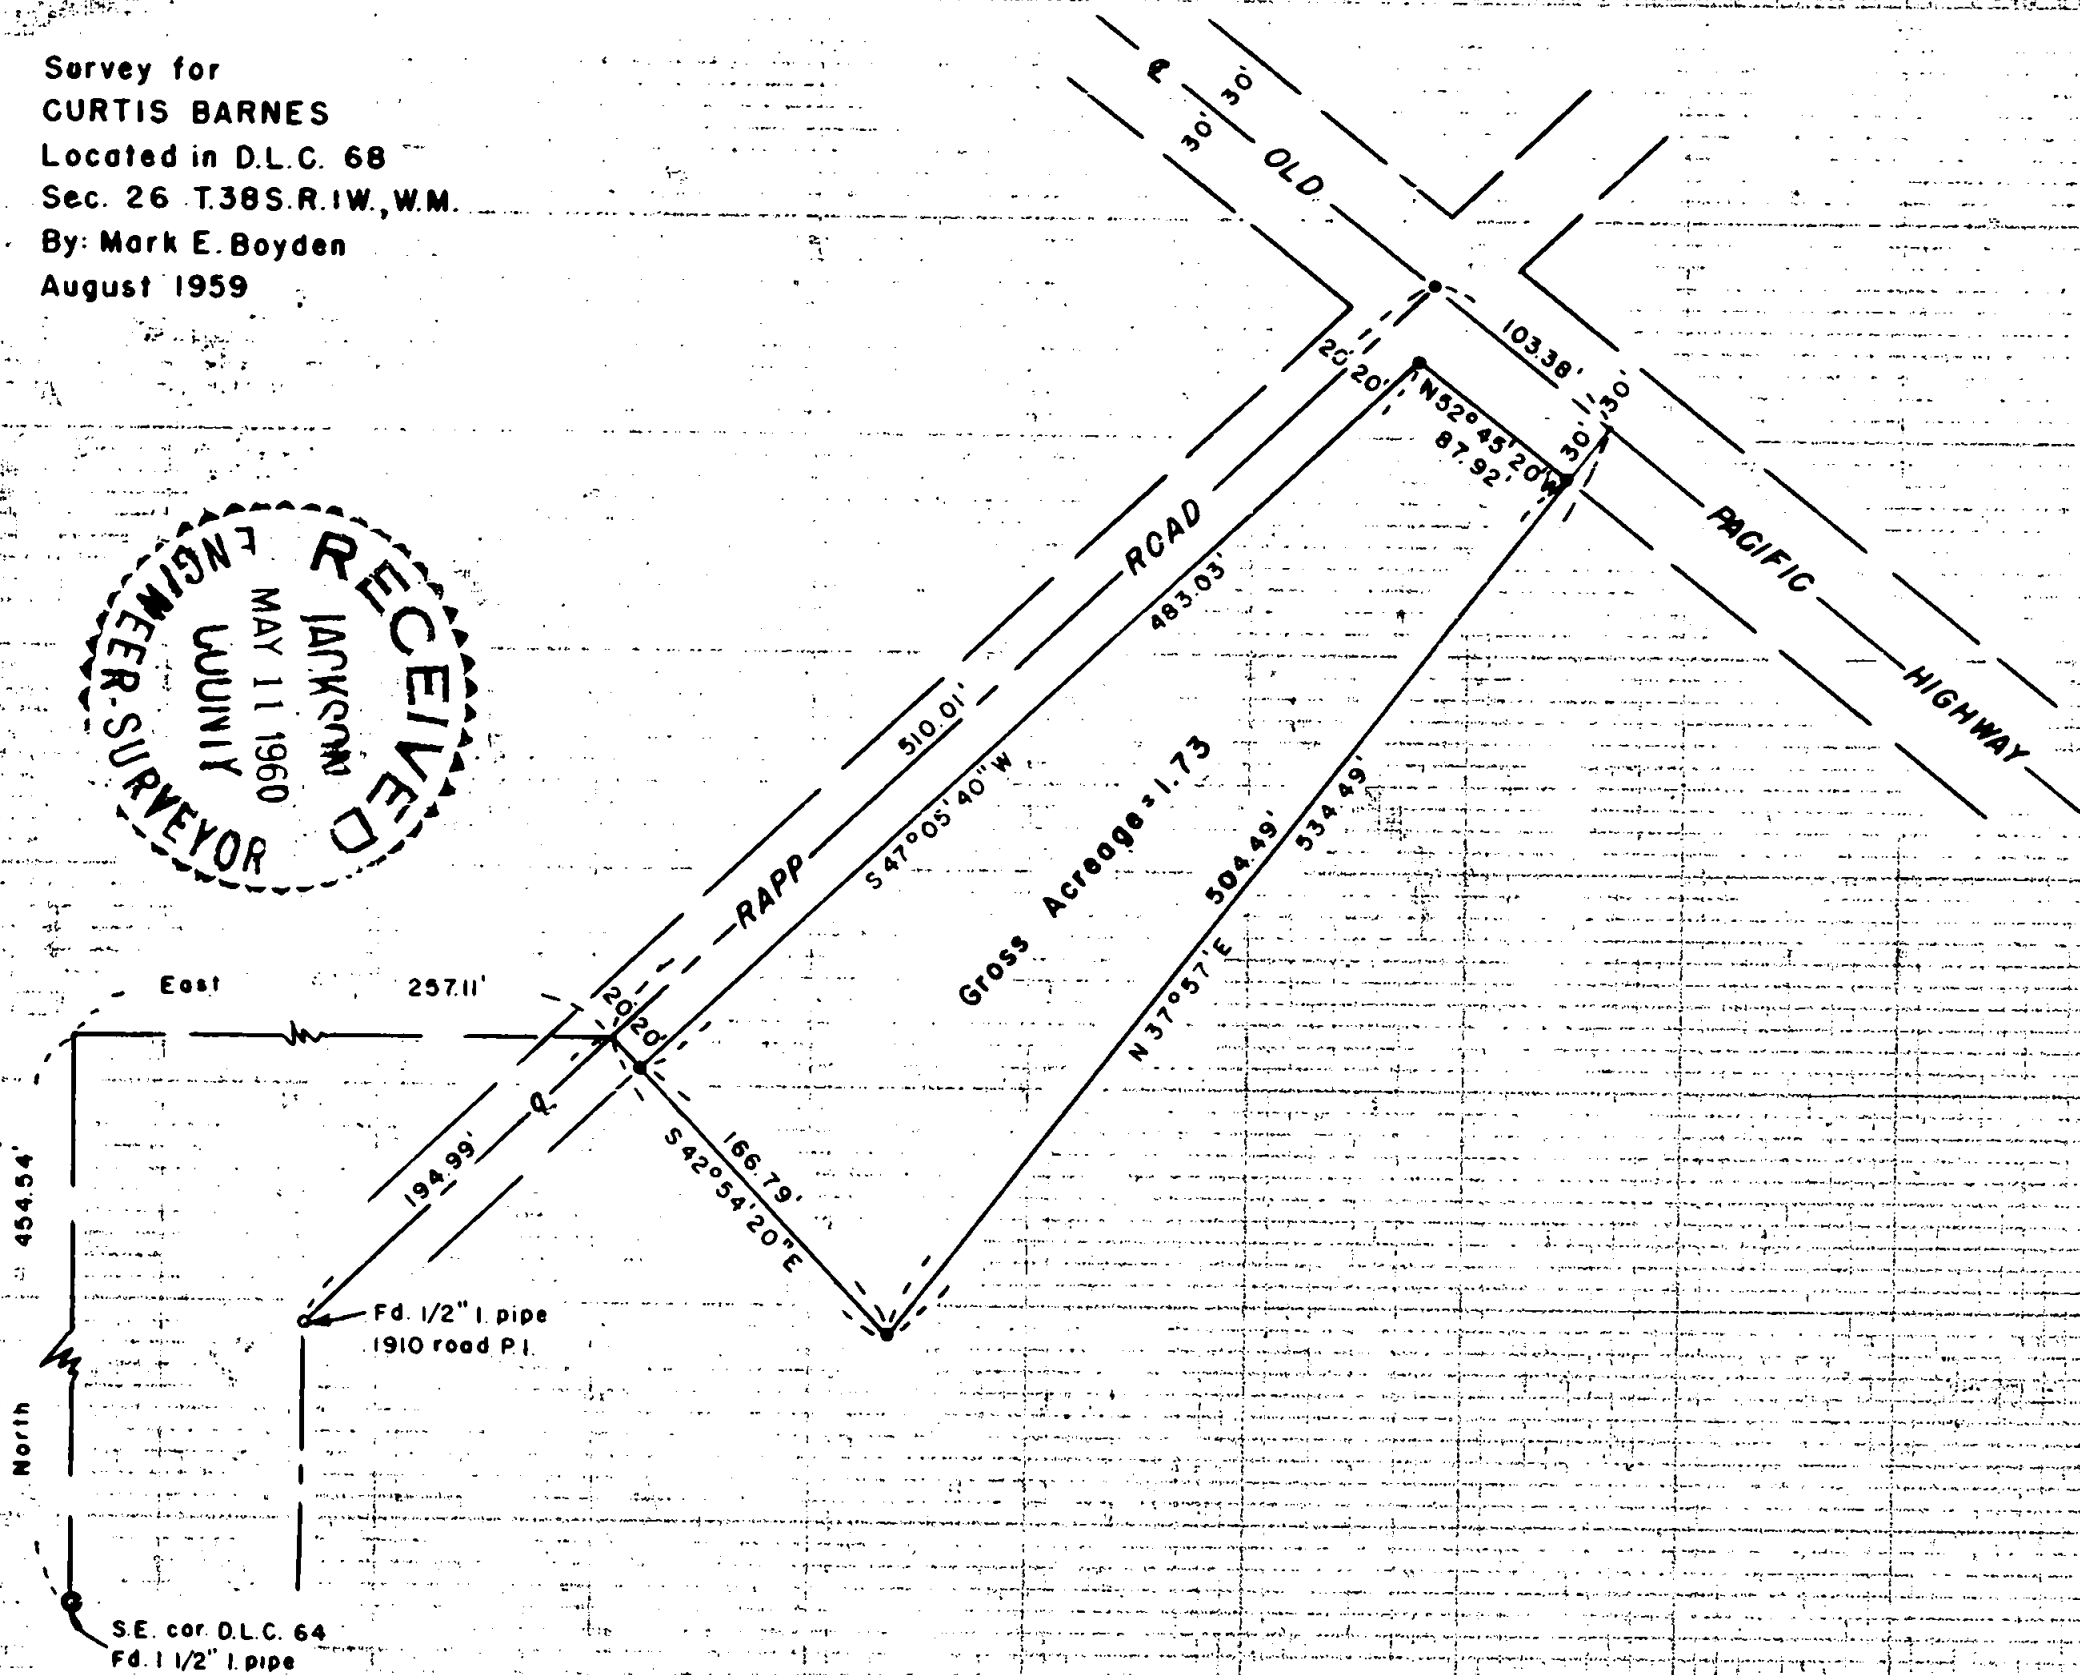 Survey for
CURTIS BARNES
Located in D.L.C. 68
Sec. 26 T.38S.R.1W., W.M.
By: Mark E. Boyden
August 1959
RECEIVED
JACKSON
MAY 11 1960
COUNTY
ENGINEER-SURVEYOR
30'
30'
OLD
PACIFIC
HIGHWAY
103.38'
30'
30'
N52°45'20"W
87.92'
20'
20'
ROAD
483.03'
510.01'
S47°05'40"W
RAPP
Gross Acreage = 1.73
504.49'
534.49'
N37°57'E
East 257.11'
20'
20'
194.99'
166.79'
S42°54'20"E
North 454.54'
Fd. 1/2" I. pipe
1910 road P.I.
S.E. cor. D.L.C. 64
Fd. 1 1/2" I. pipe